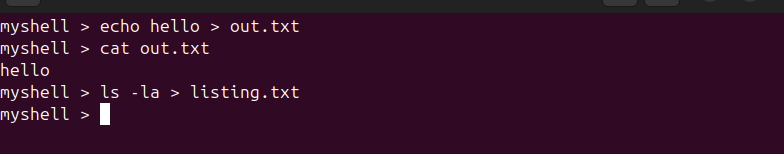 myshell > echo hello > out.txt
myshell > cat out.txt
hello
myshell > ls -la > listing.txt
myshell >